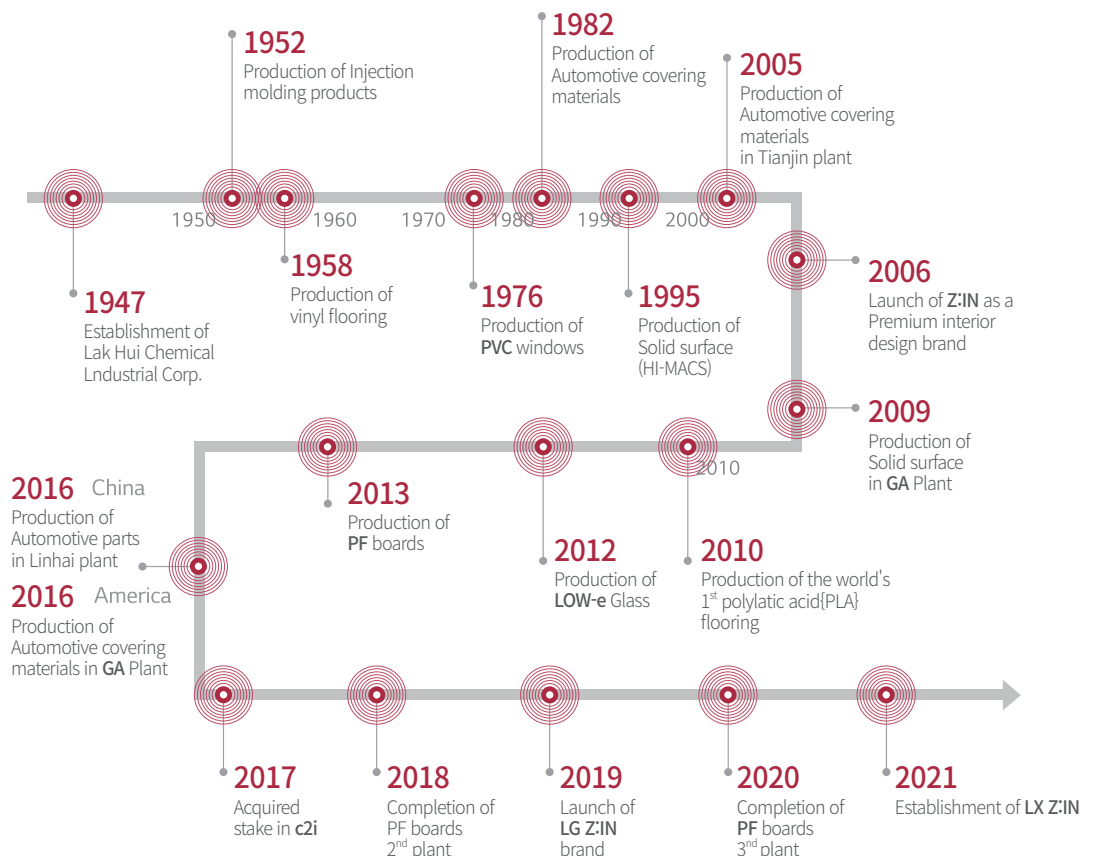 1952
Production of Injection
molding products
1982
Production of
Automotive covering
materials
2005
Production of
Automotive covering
materials
in Tianjin plant
1950
1960
1970
1980
1990
2000
1947
Establishment of
Lak Hui Chemical
Lndustrial Corp.
1958
Production of
vinyl flooring
1976
Production of
PVC windows
1995
Production of
Solid surface
(HI-MACS)
2006
Launch of Z:IN as a
Premium interior
design brand
2009
Production of
Solid surface
in GA Plant
2010
2010
Production of the world's
1st polylatic acid{PLA}
flooring
2012
Production of
LOW-e Glass
2013
Production of
PF boards
2016 China
Production of
Automotive parts
in Linhai plant
2016 America
Production of
Automotive covering
materials in GA Plant
2017
Acquired
stake in c2i
2018
Completion of
PF boards
2nd plant
2019
Launch of
LG Z:IN
brand
2020
Completion of
PF boards
3nd plant
2021
Establishment of LX Z:IN